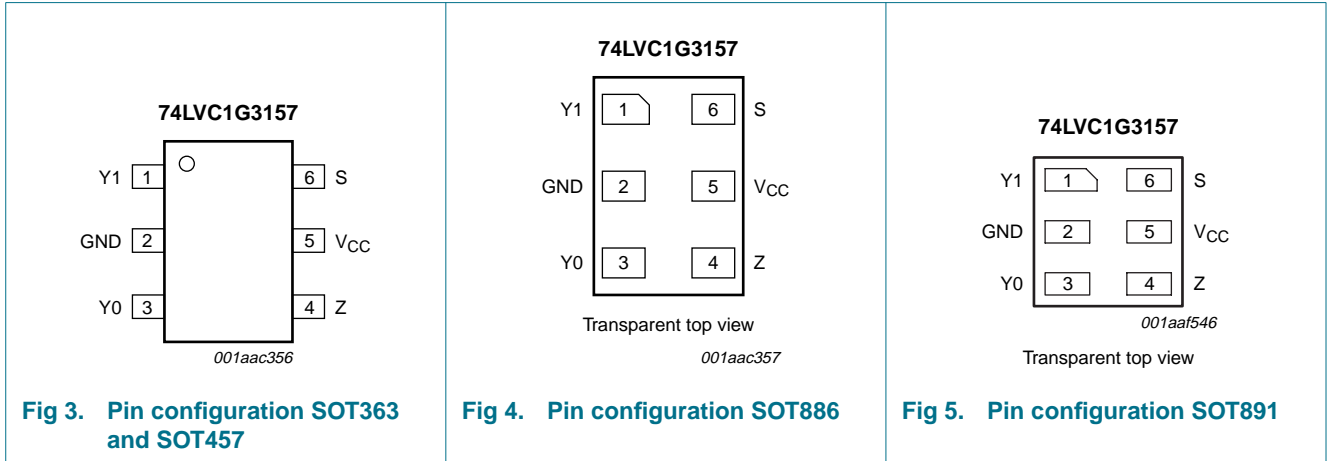 74LVC1G3157
Y1 1 6 S
GND 2 5 VCC
Y0 3 4 Z
001aac356
Fig 3. Pin configuration SOT363
and SOT457
74LVC1G3157
Y1 1 6 S
GND 2 5 VCC
Y0 3 4 Z
Transparent top view
001aac357
Fig 4. Pin configuration SOT886
74LVC1G3157
Y1 1 6 S
GND 2 5 VCC
Y0 3 4 Z
001aaf546
Transparent top view
Fig 5. Pin configuration SOT891